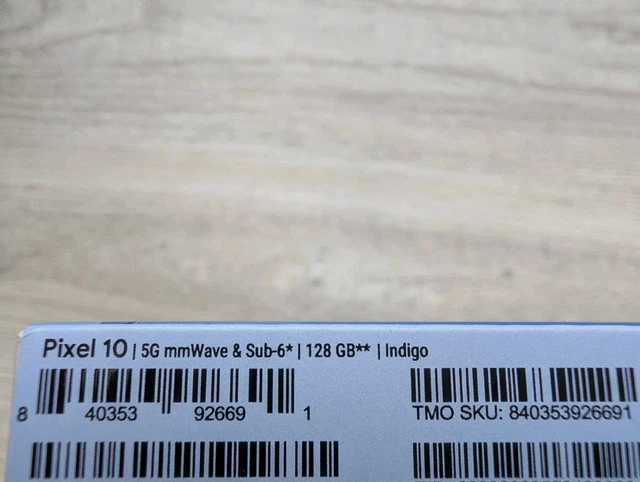 Pixel 10 | 5G mmWave & Sub-6* | 128 GB** | Indigo
8 40353 92669 1
TMO SKU: 840353926691